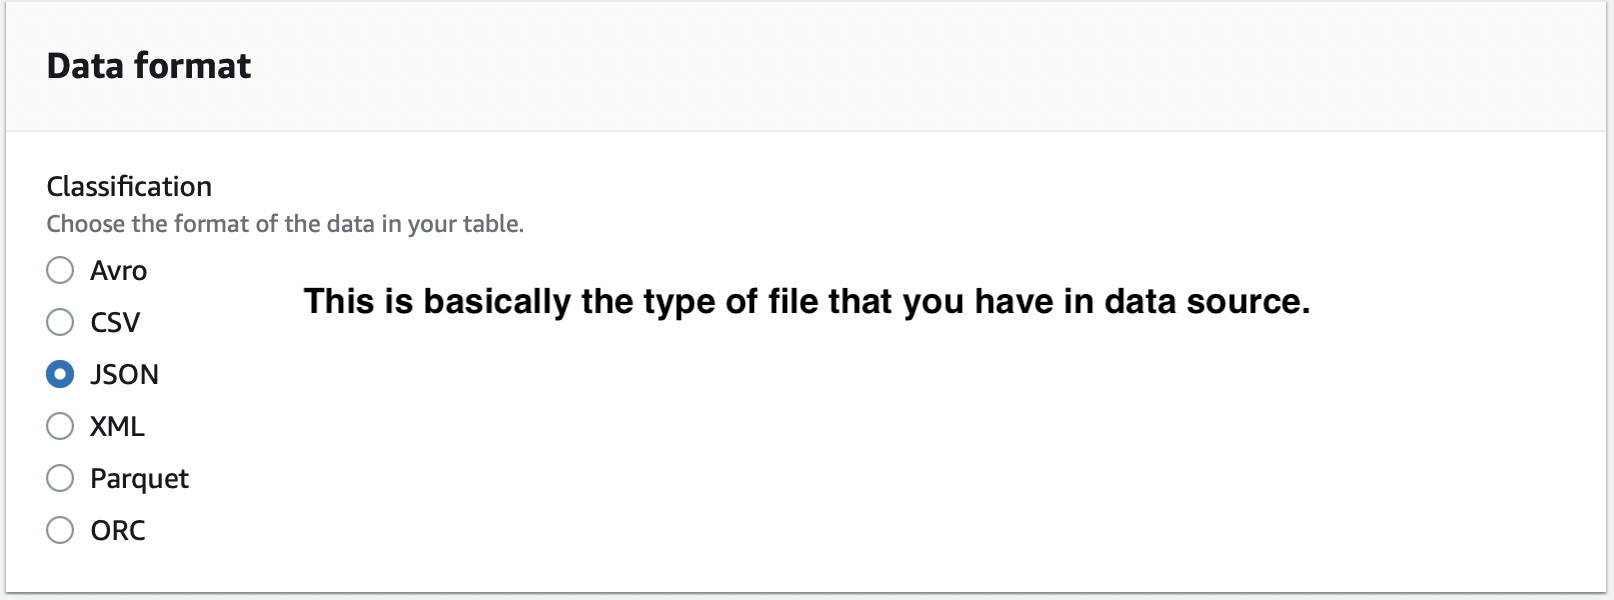 Data format
Classification
Choose the format of the data in your table.
Avro
This is basically the type of file that you have in data source.
CSV
JSON
XML
Parquet
ORC